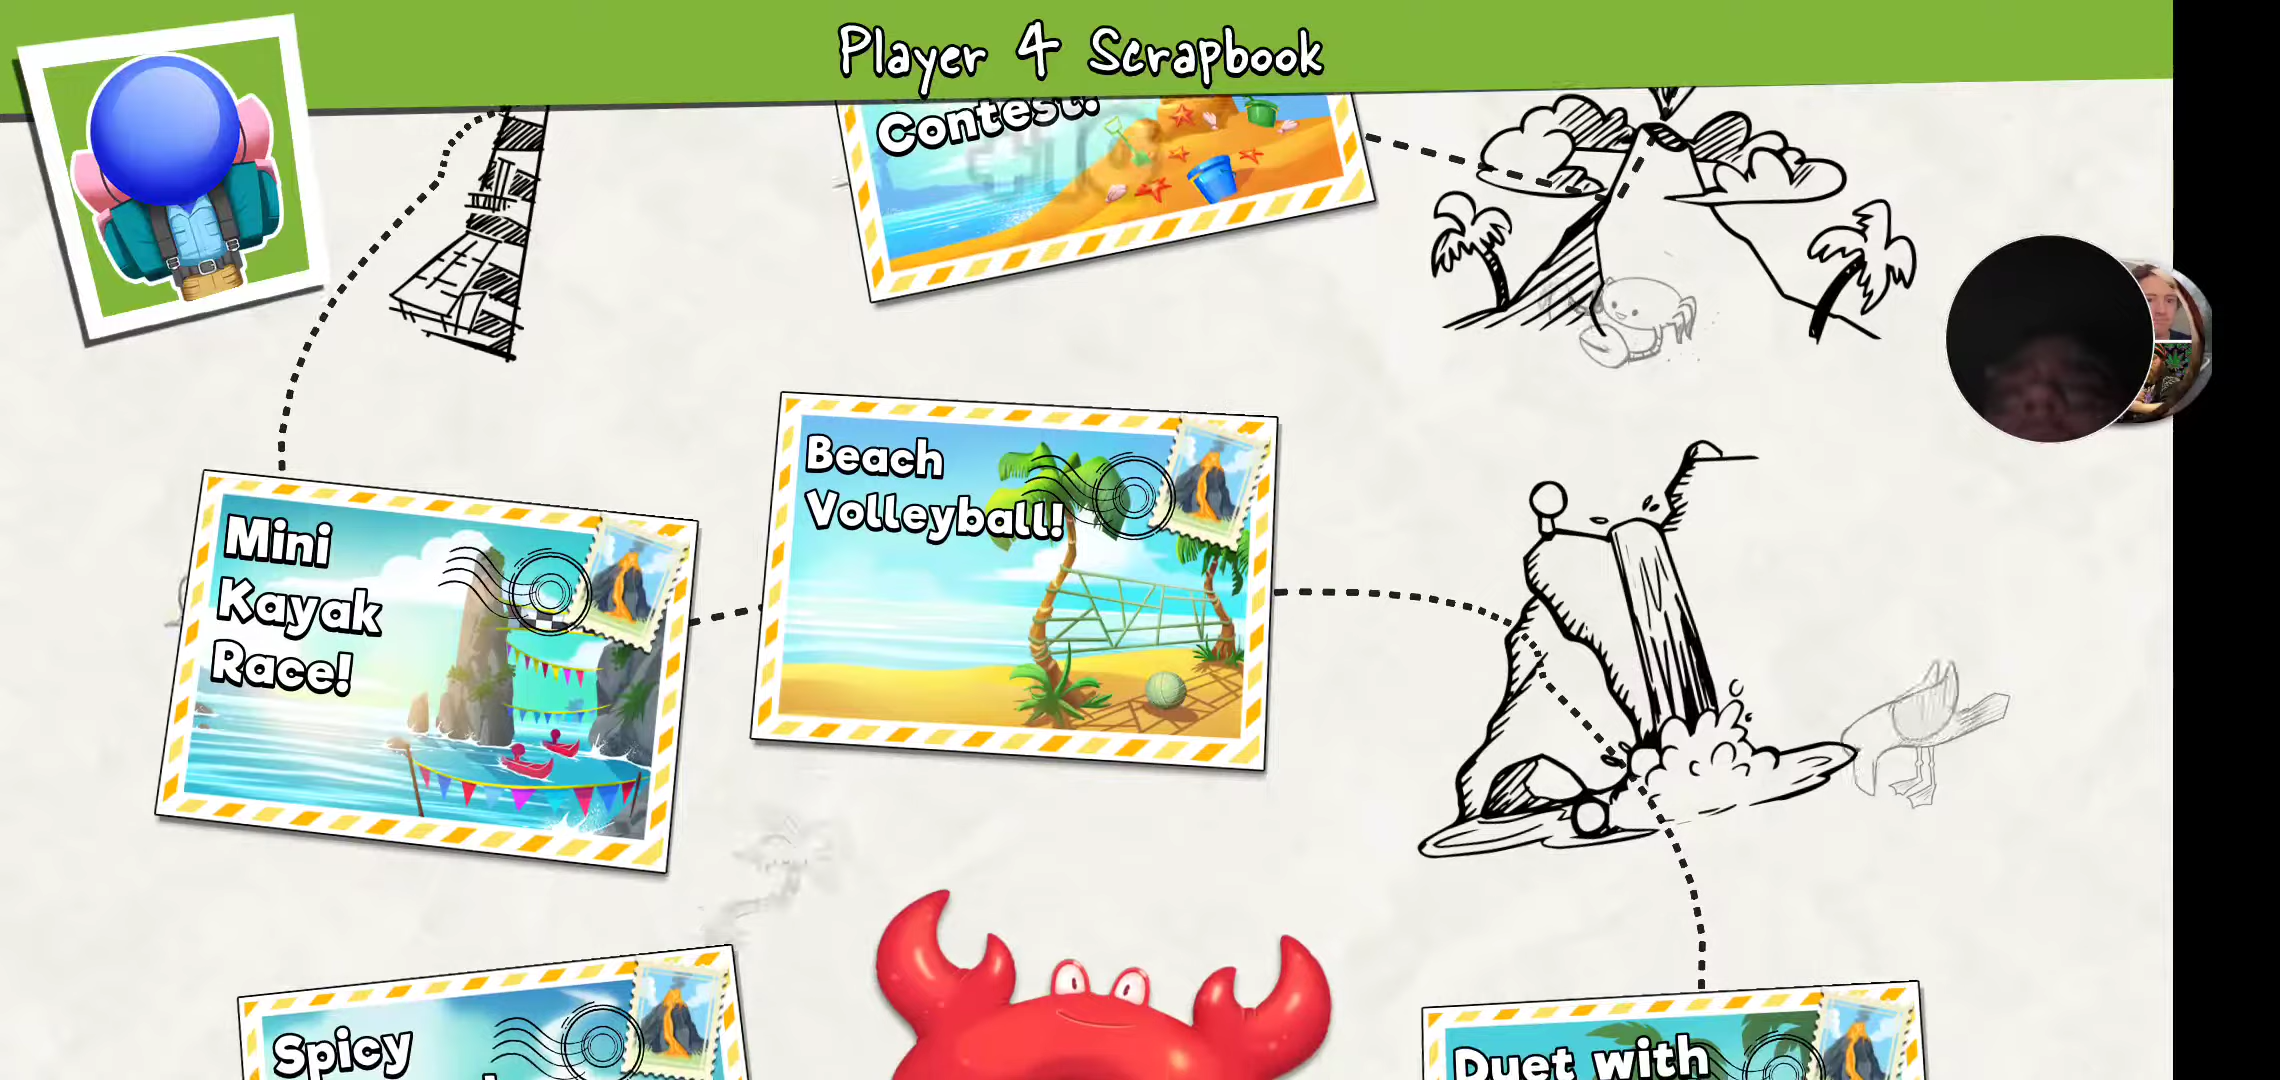 Player 4 Scrapbook
Contest!
Beach
Volleyball!
Mini
Kayak
Race!
Spicy
Duet with